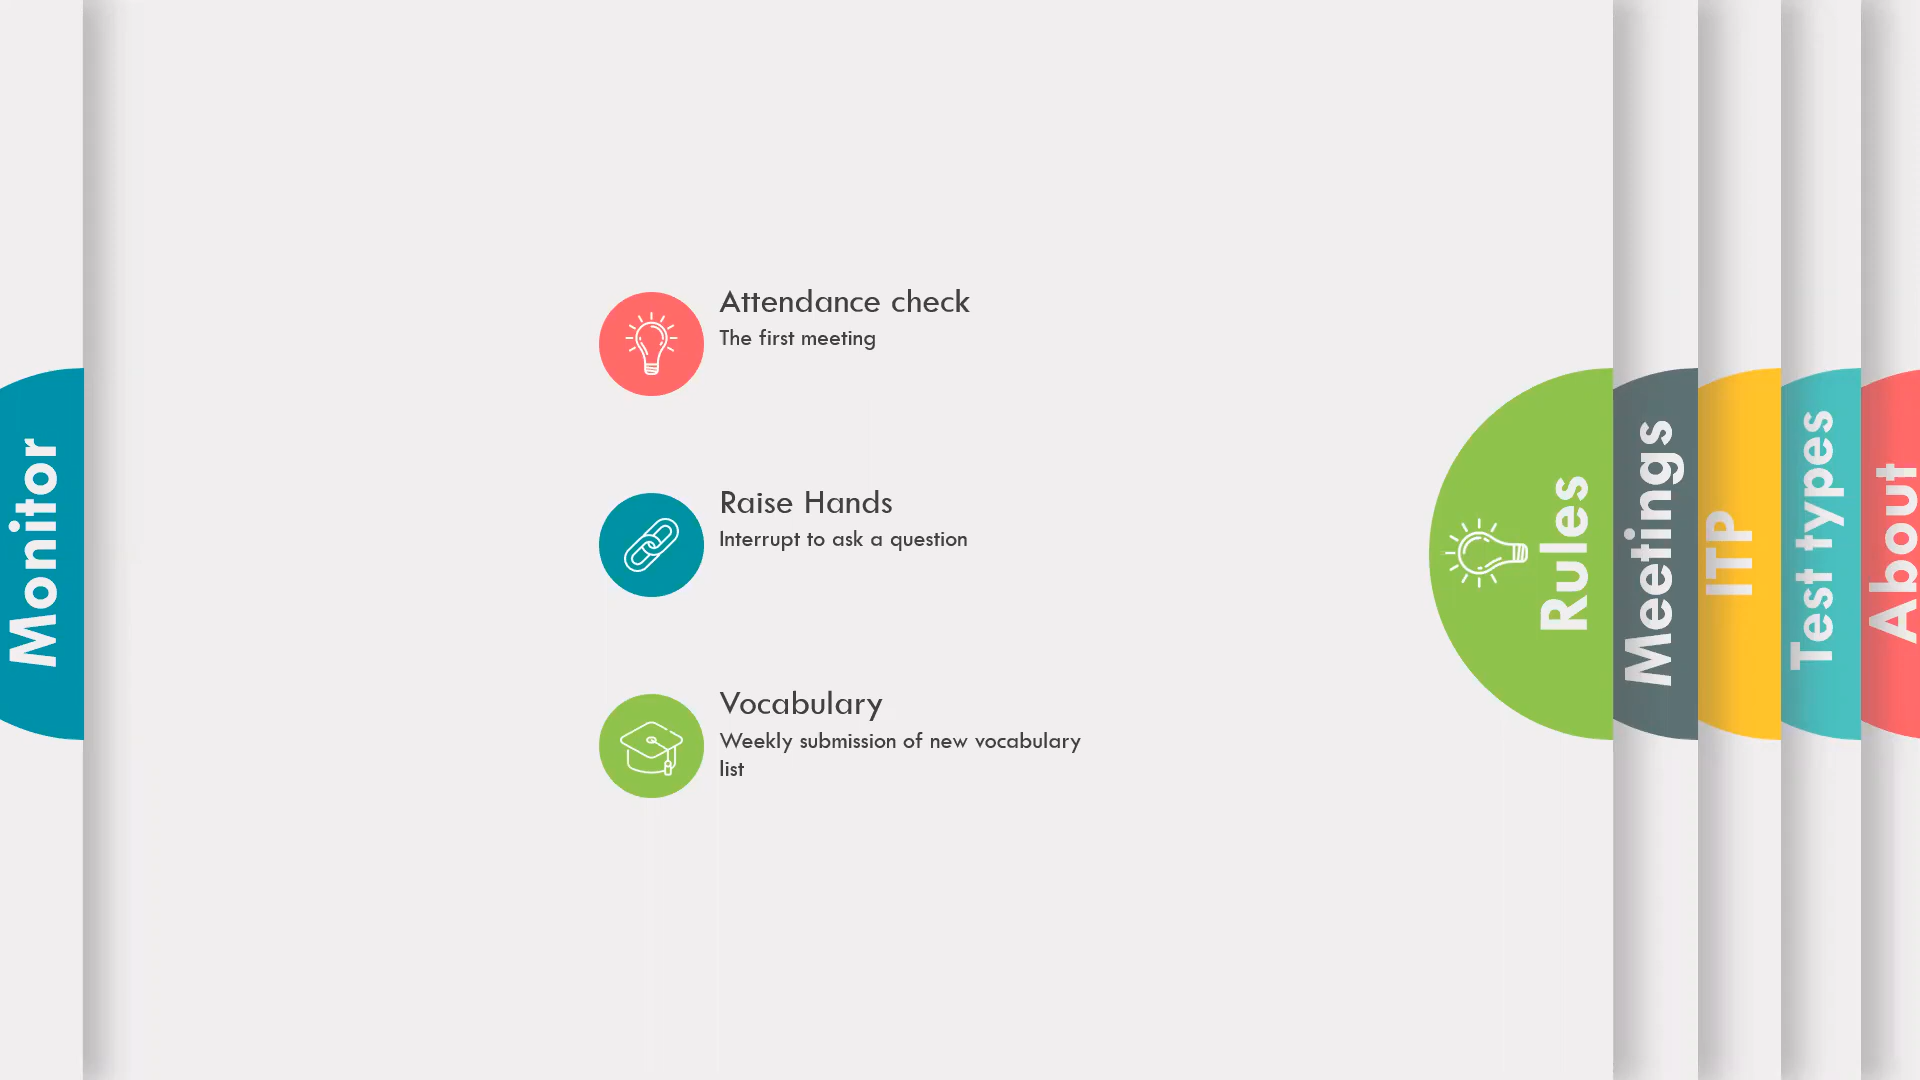 Monitor
Attendance check
The first meeting
Raise Hands
Interrupt to ask a question
Vocabulary
Weekly submission of new vocabulary
list
Rules
Meetings
ITP
Test types
About